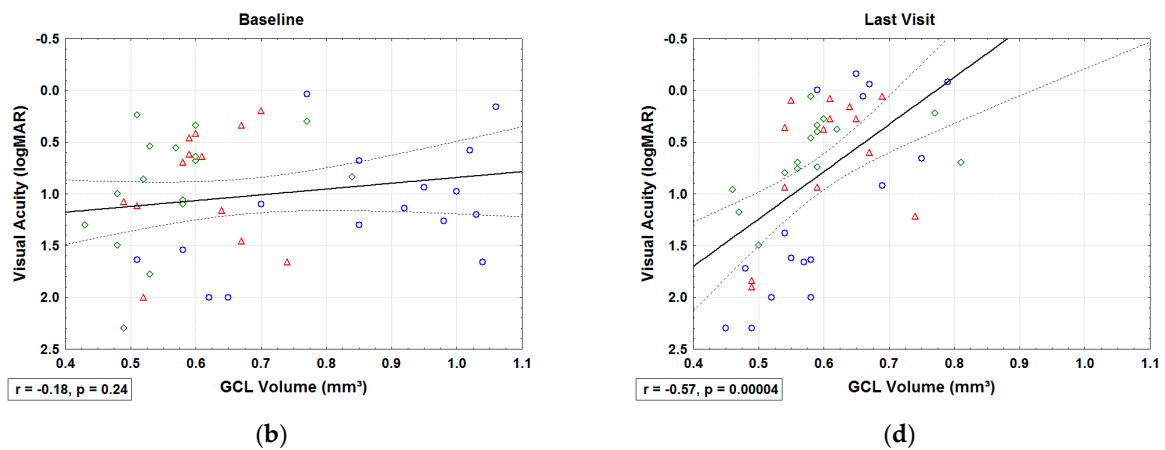 Baseline
Visual Acuity (logMAR)
-0.5
0.0
0.5
1.0
1.5
2.0
2.5
0.4 0.5 0.6 0.7 0.8 0.9 1.0 1.1
GCL Volume (mm³)
r = -0.18, p = 0.24
(b)
Last Visit
Visual Acuity (logMAR)
-0.5
0.0
0.5
1.0
1.5
2.0
2.5
0.4 0.5 0.6 0.7 0.8 0.9 1.0 1.1
GCL Volume (mm³)
r = -0.57, p = 0.00004
(d)